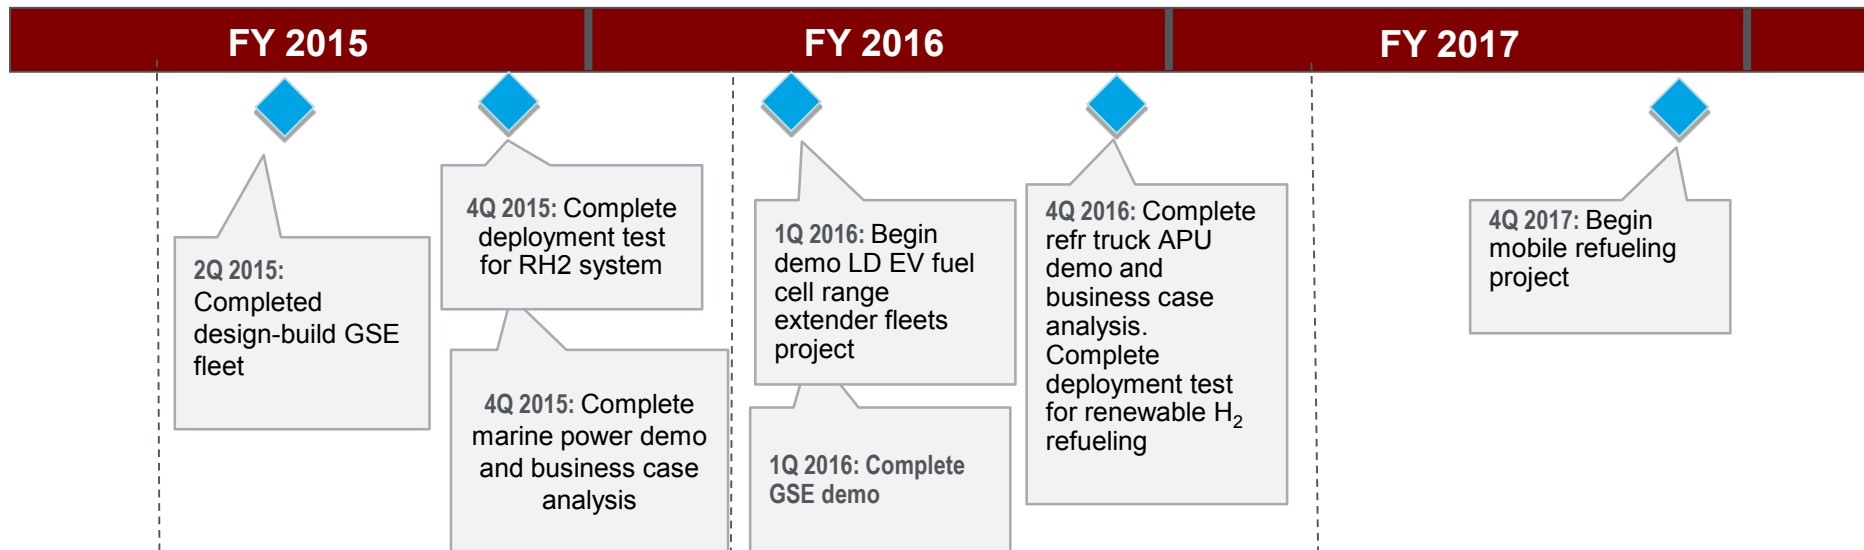 FY 2015
FY 2016
FY 2017
2Q 2015:
Completed
design-build GSE
fleet
4Q 2015: Complete
deployment test
for RH2 system
4Q 2015: Complete
marine power demo
and business case
analysis
1Q 2016: Begin
demo LD EV fuel
cell range
extender fleets
project
1Q 2016: Complete
GSE demo
4Q 2016: Complete
refr truck APU
demo and
business case
analysis.
Complete
deployment test
for renewable H₂
refueling
4Q 2017: Begin
mobile refueling
project